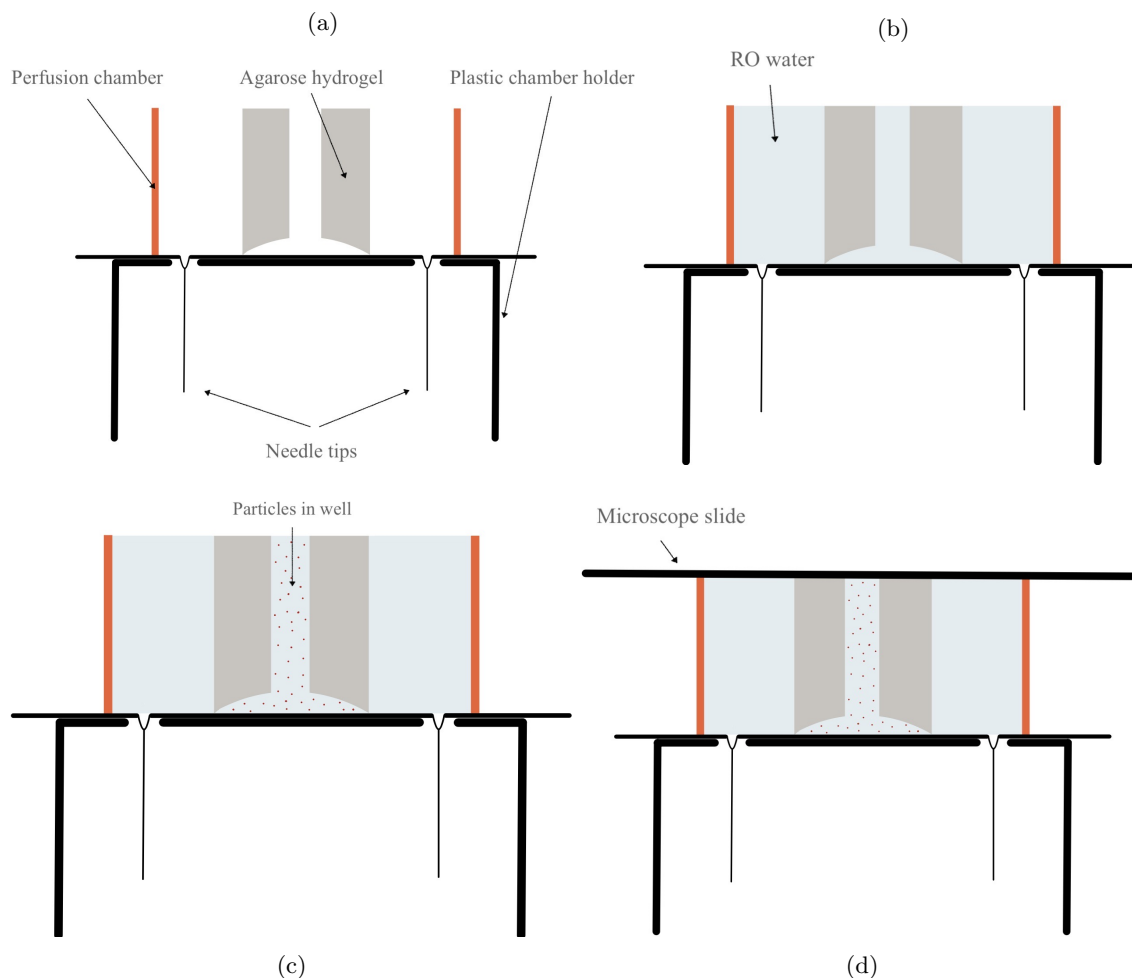 (a)
Perfusion chamber
Agarose hydrogel
Plastic chamber holder
Needle tips
(b)
RO water
Particles in well
(c)
Microscope slide
(d)